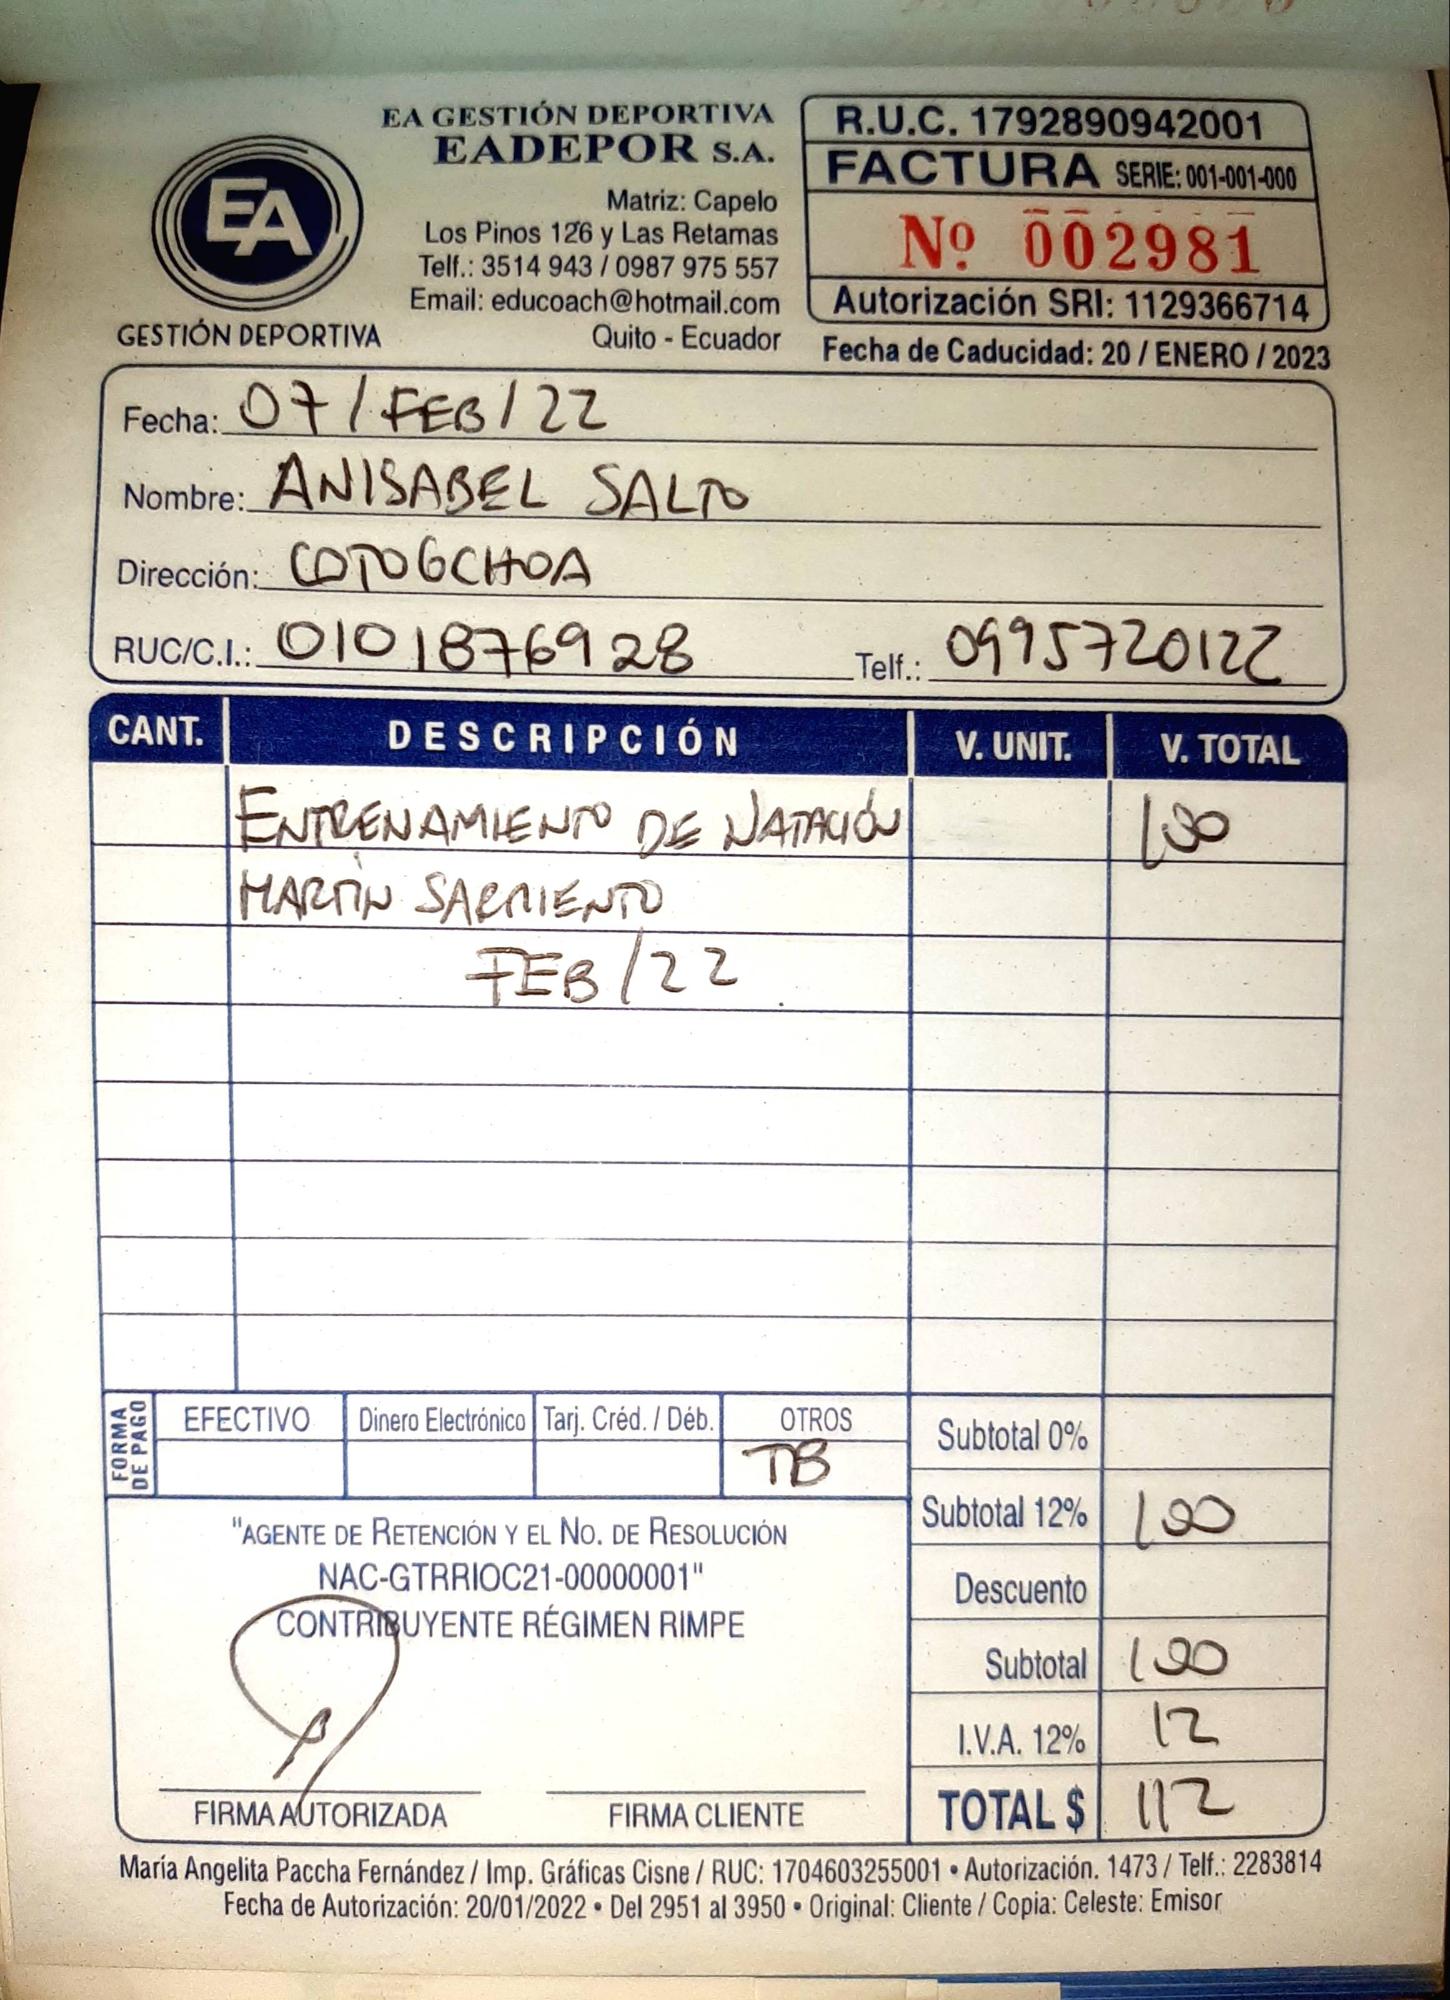 EA GESTIÓN DEPORTIVA
EADEPOR S.A.
EA
GESTIÓN DEPORTIVA
Matriz: Capelo
Los Pinos 126 y Las Retamas
Telf.: 3514 943 / 0987 975 557
Email: educoach@hotmail.com
Quito - Ecuador
R.U.C. 1792890942001
FACTURA SERIE: 001-001-000
Nº 002981
Autorización SRI: 1129366714
Fecha de Caducidad: 20 / ENERO / 2023
Fecha: 07/FEB/22
Nombre: ANISABEL SALTO
Dirección: COTOGCHOA
RUC/C.I.: 0101876928 Telf.: 0995720122
CANT. DESCRIPCIÓN V. UNIT. V. TOTAL
ENTRENAMIENTO DE NATACIÓN 100
MARTÍN SARMIENTO
FEB/22
FORMA DE PAGO EFECTIVO Dinero Electrónico Tarj. Créd. / Déb. OTROS
TB
Subtotal 0%
Subtotal 12% 100
Descuento
Subtotal 100
I.V.A. 12% 12
TOTAL $ 112
"AGENTE DE RETENCIÓN Y EL NO. DE RESOLUCIÓN
NAC-GTRRIOC21-00000001"
CONTRIBUYENTE RÉGIMEN RIMPE
FIRMA AUTORIZADA FIRMA CLIENTE
María Angelita Paccha Fernández / Imp. Gráficas Cisne / RUC: 1704603255001 • Autorización. 1473 / Telf.: 2283814
Fecha de Autorización: 20/01/2022 • Del 2951 al 3950 • Original: Cliente / Copia: Celeste: Emisor